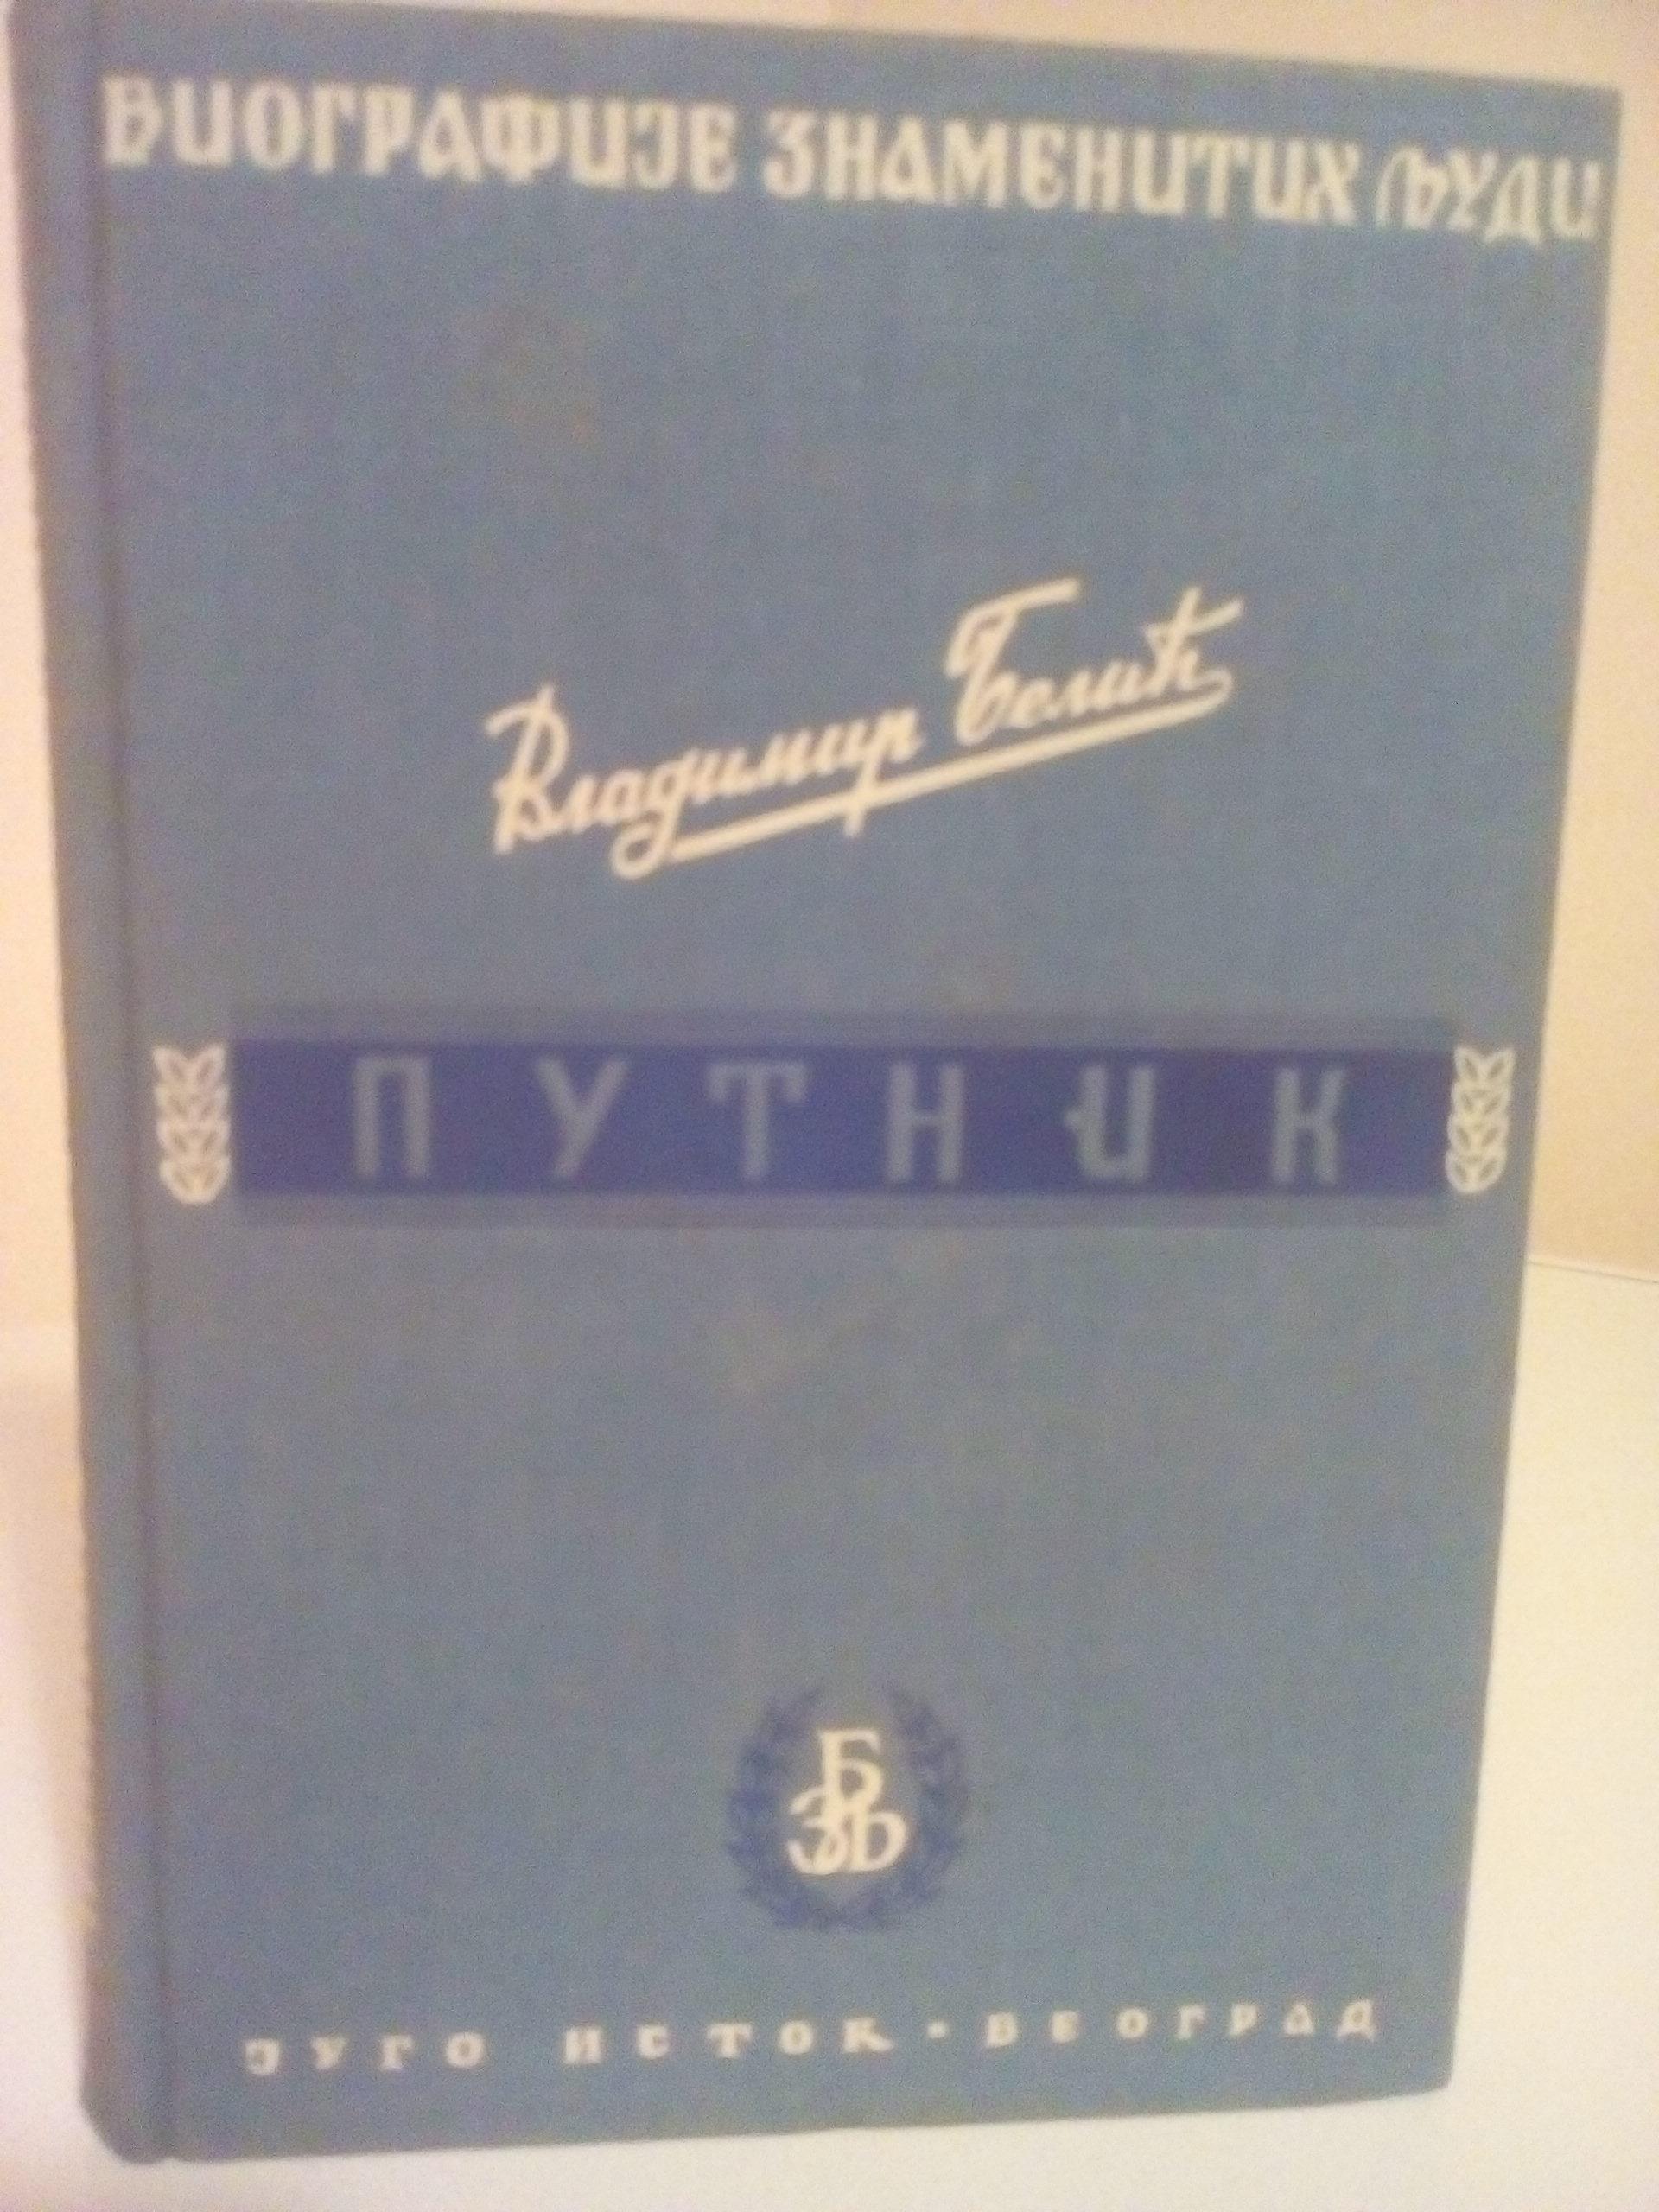 БИОГРАФИЈЕ ЗНАМЕНИТИХ ЉУДИ
Владимир Белић
ПУТНИК
БЗЉ
ЈУГО ИСТОК · БЕОГРАД